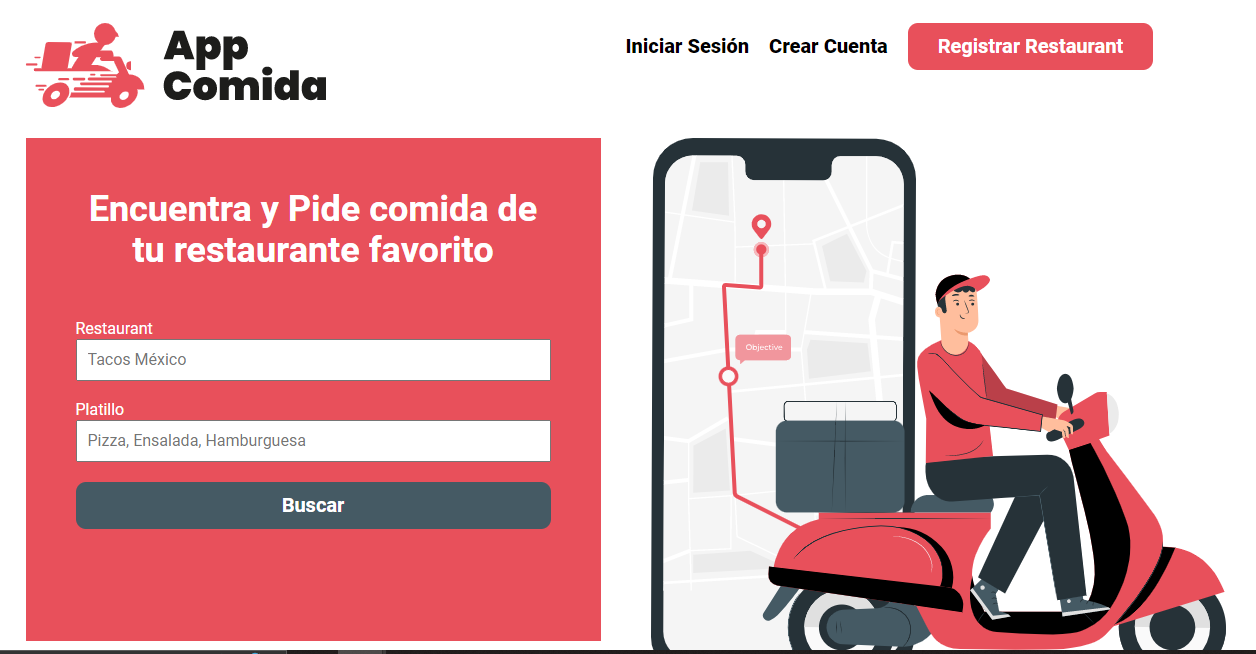 App
Comida
Iniciar Sesión
Crear Cuenta
Registrar Restaurant
Encuentra y Pide comida de
tu restaurante favorito
Restaurant
Tacos México
Platillo
Pizza, Ensalada, Hamburguesa
Buscar
Objective